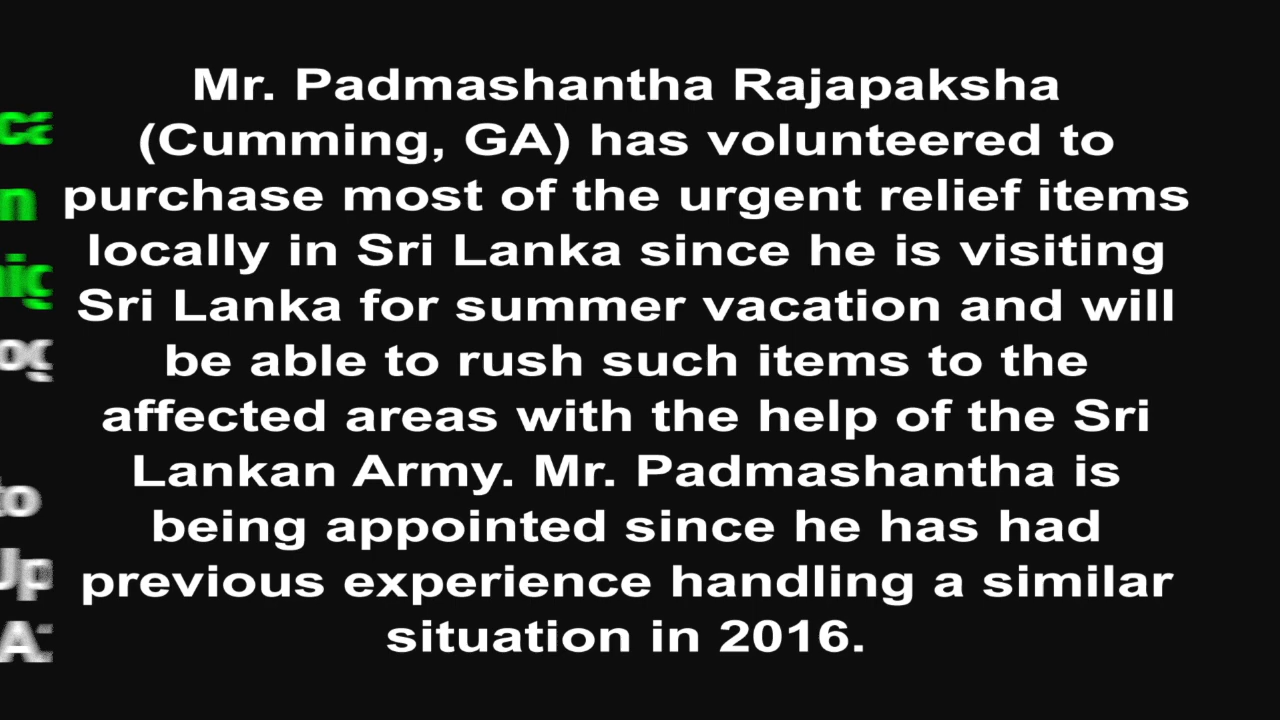 Mr. Padmashantha Rajapaksha
(Cumming, GA) has volunteered to
purchase most of the urgent relief items
locally in Sri Lanka since he is visiting
Sri Lanka for summer vacation and will
be able to rush such items to the
affected areas with the help of the Sri
Lankan Army. Mr. Padmashantha is
being appointed since he has had
previous experience handling a similar
situation in 2016.